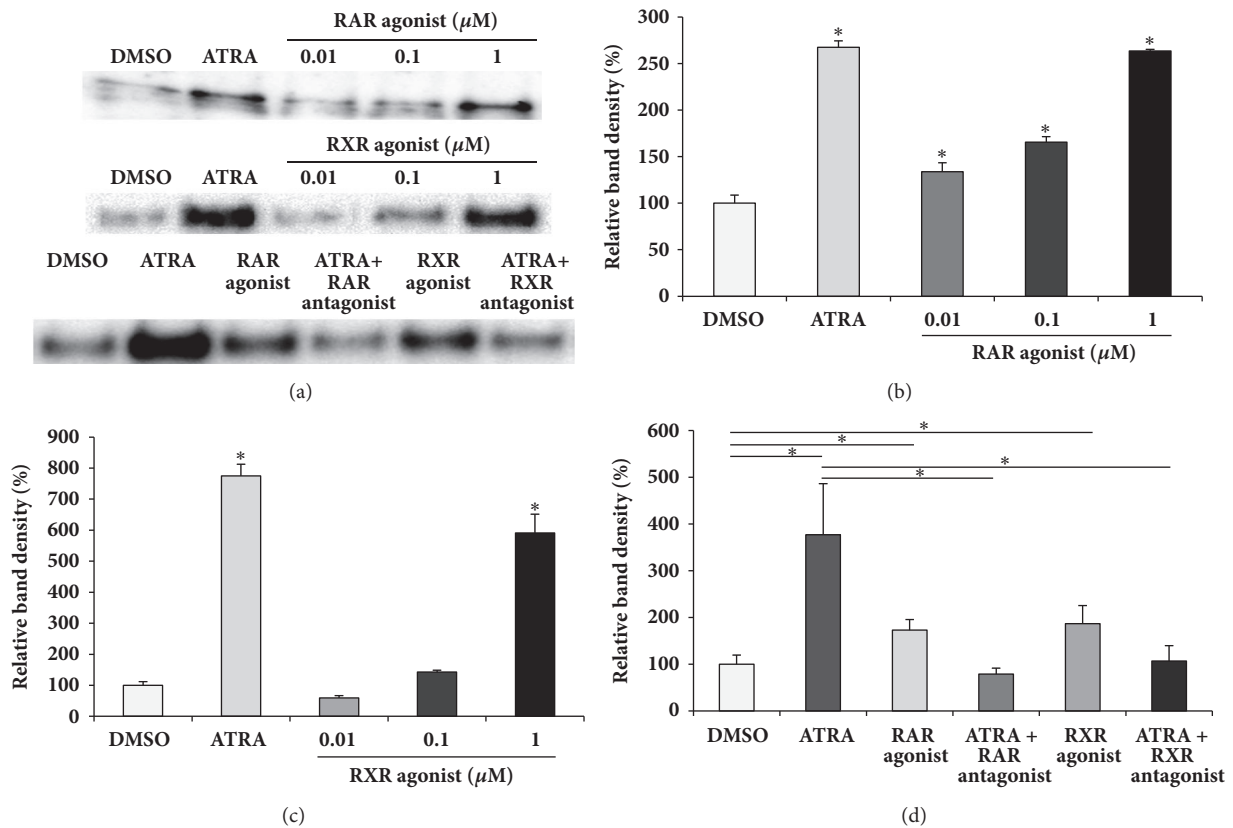 RAR agonist (µM)
DMSO ATRA 0.01 0.1 1
RXR agonist (µM)
DMSO ATRA 0.01 0.1 1
DMSO ATRA RAR ATRA+ RXR ATRA+
agonist RAR agonist RXR
antagonist antagonist
(a)
Relative band density (%)
300
250
200
150
100
50
0
* * * *
DMSO ATRA 0.01 0.1 1
RAR agonist (µM)
(b)
Relative band density (%)
900
800
700
600
500
400
300
200
100
0
* *
DMSO ATRA 0.01 0.1 1
RXR agonist (µM)
(c)
Relative band density (%)
600
500
400
300
200
100
0
*
*
*
*
*
DMSO ATRA RAR ATRA + RXR ATRA +
agonist RAR agonist RXR
antagonist antagonist
(d)